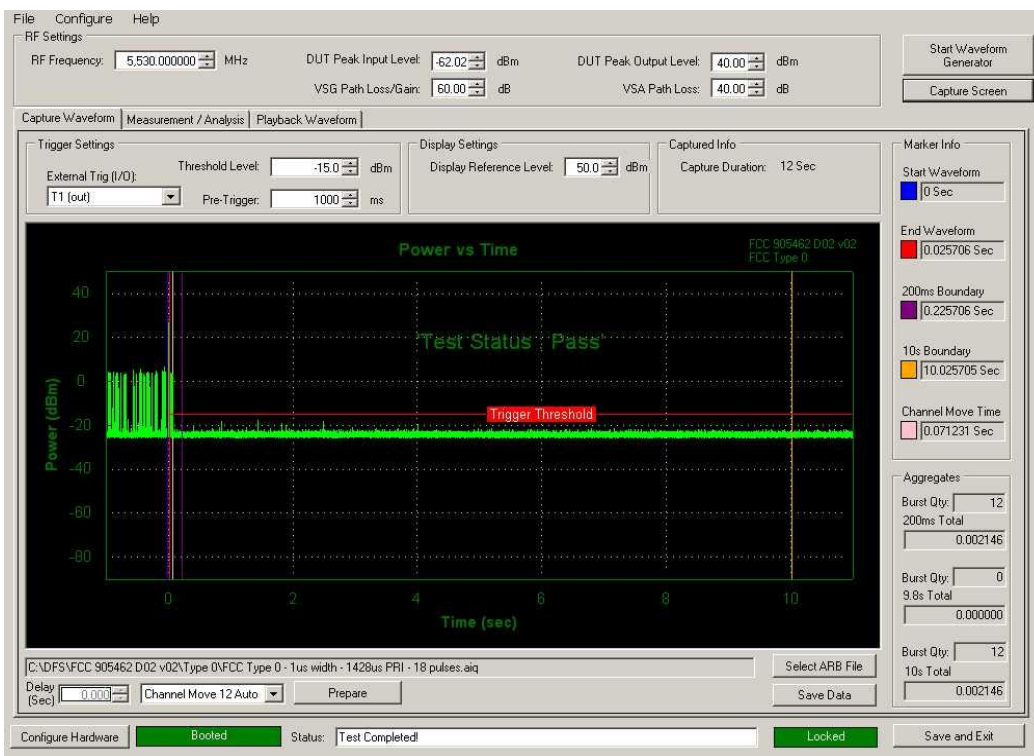 File Configure Help
RF Settings
RF Frequency: 5,530.000000 MHz
DUT Peak Input Level: -62.02 dBm
DUT Peak Output Level: 40.00 dBm
VSG Path Loss/Gain: 60.00 dB
VSA Path Loss: 40.00 dB
Start Waveform
Generator
Capture Screen
Capture Waveform Measurement / Analysis Playback Waveform
Trigger Settings
External Trig (I/O):
T1 (out)
Threshold Level: -15.0 dBm
Pre-Trigger: 1000 ms
Display Settings
Display Reference Level: 50.0 dBm
Captured Info
Capture Duration: 12 Sec
Marker Info
Start Waveform
0 Sec
End Waveform
0.025706 Sec
200ms Boundary
0.225706 Sec
10s Boundary
10.025705 Sec
Channel Move Time
0.071231 Sec
Power vs Time
FCC 905462 D02 v02
FCC Type 0
'Test Status : Pass'
Trigger Threshold
Power (dBm)
40
20
0
-20
-40
-60
-80
0 2 4 6 8 10
Time (sec)
Aggregates
Burst Qty: 12
200ms Total
0.002146
Burst Qty: 0
9.8s Total
0.000000
Burst Qty: 12
10s Total
0.002146
C:\DFS\FCC 905462 D02 v02\Type 0\FCC Type 0 - 1us width - 1428us PRI - 18 pulses.aiq
Select ARB File
Delay
(Sec) 0.000
Channel Move 12 Auto
Prepare
Save Data
Configure Hardware
Booted
Status: Test Completed!
Locked
Save and Exit